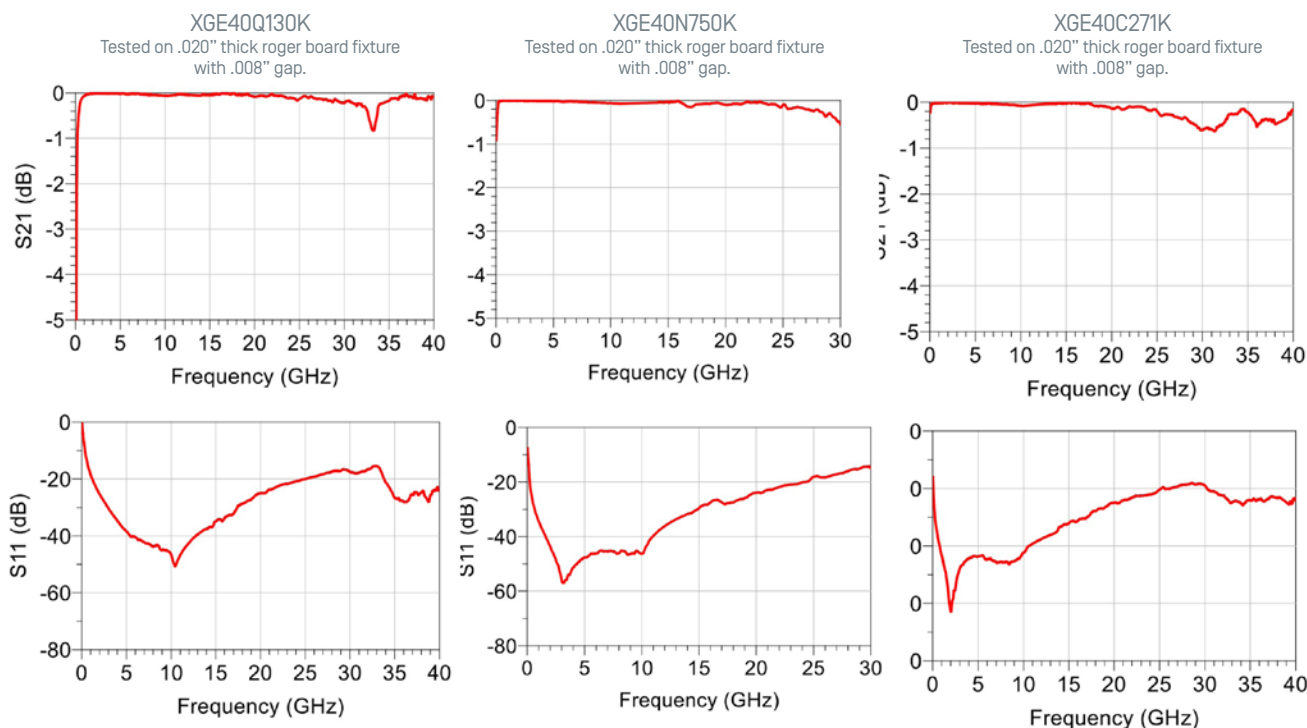 XGE40Q130K
Tested on .020” thick roger board fixture
with .008” gap.
XGE40N750K
Tested on .020” thick roger board fixture
with .008” gap.
XGE40C271K
Tested on .020” thick roger board fixture
with .008” gap.
S21 (dB)
0
-1
-2
-3
-4
-5
0 5 10 15 20 25 30 35 40
Frequency (GHz)
0
-1
-2
-3
-4
-5
0 5 10 15 20 25 30
Frequency (GHz)
0
-1
-2
-3
-4
-5
0 5 10 15 20 25 30 35 40
Frequency (GHz)
S11 (dB)
0
-20
-40
-60
-80
0 5 10 15 20 25 30 35 40
Frequency (GHz)
S11 (dB)
0
-20
-40
-60
-80
0 5 10 15 20 25 30
Frequency (GHz)
0
0
0
0
0
0 5 10 15 20 25 30 35 40
Frequency (GHz)